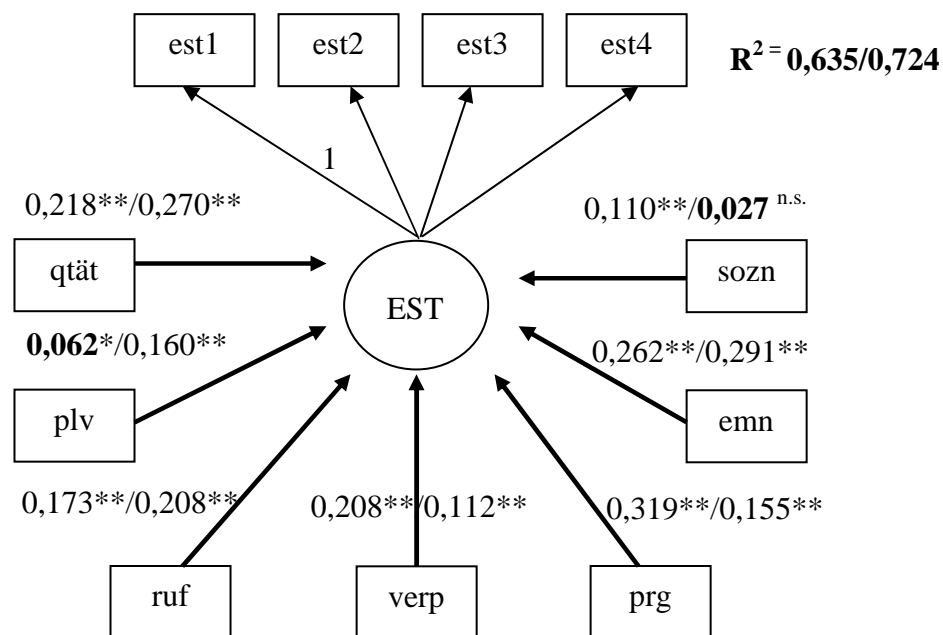 est1 est2 est3 est4
R² = 0,635/0,724
1
0,218**/0,270**
0,110**/0,027 n.s.
qtät
EST
sozn
0,062*/0,160**
0,262**/0,291**
plv
emn
0,173**/0,208**
0,208**/0,112**
0,319**/0,155**
ruf
verp
prg